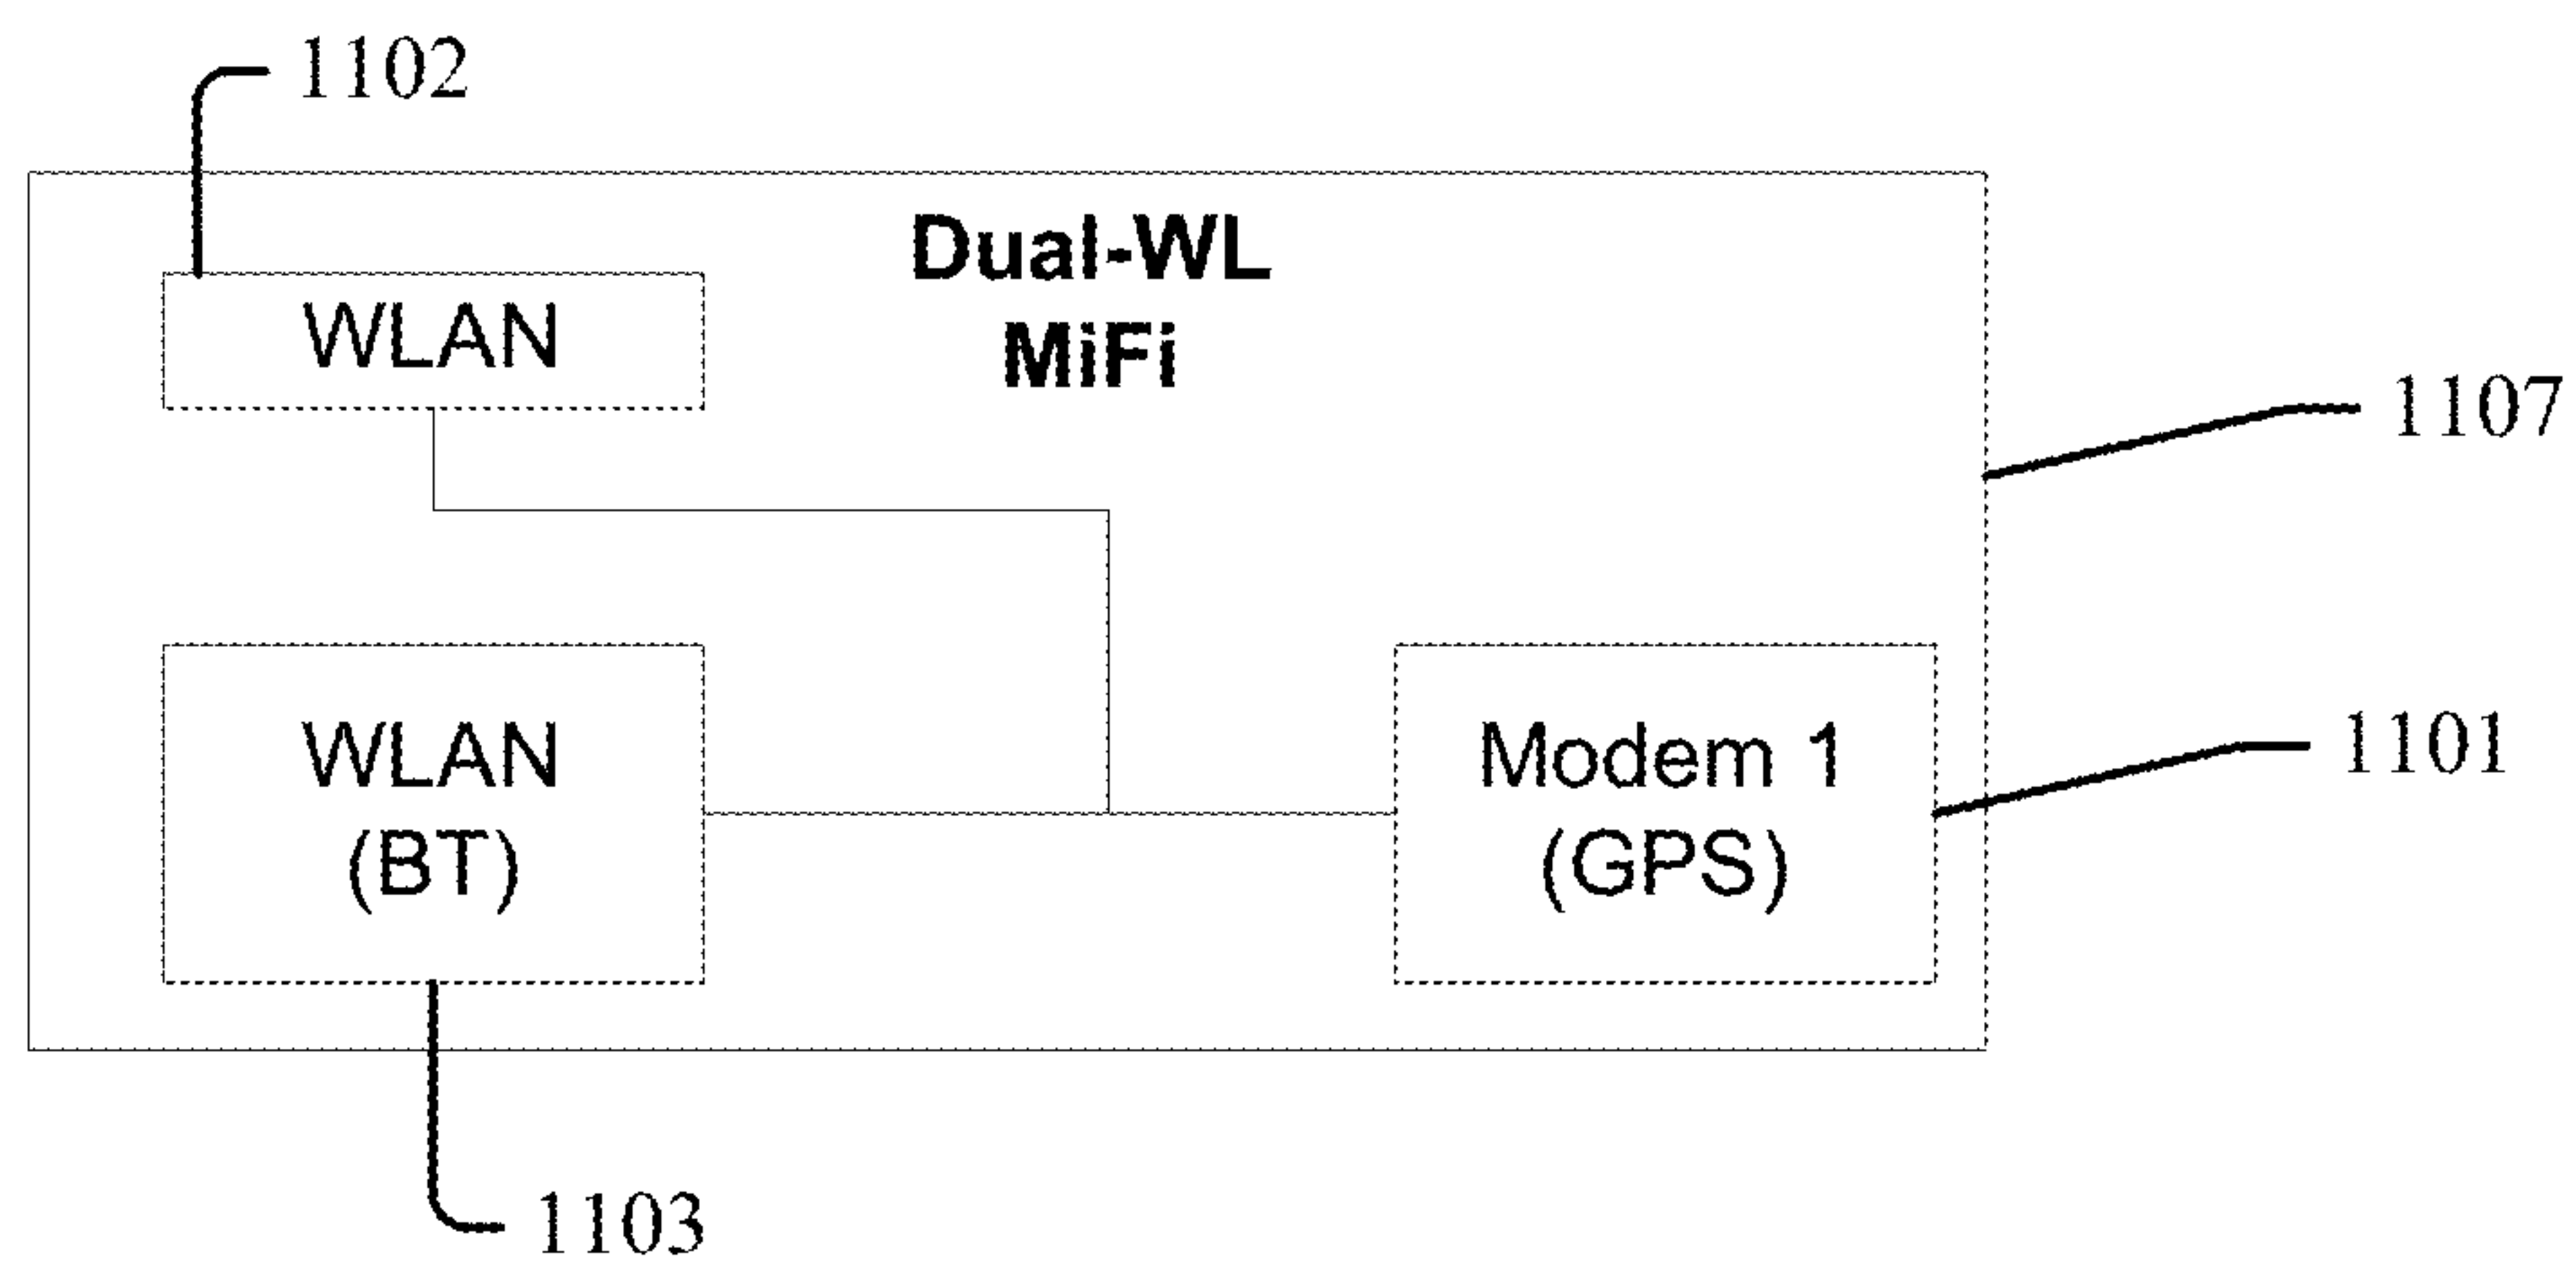 1102
Dual-WL
MiFi
WLAN
1107
WLAN
(BT)
Modem 1
(GPS)
1101
1103